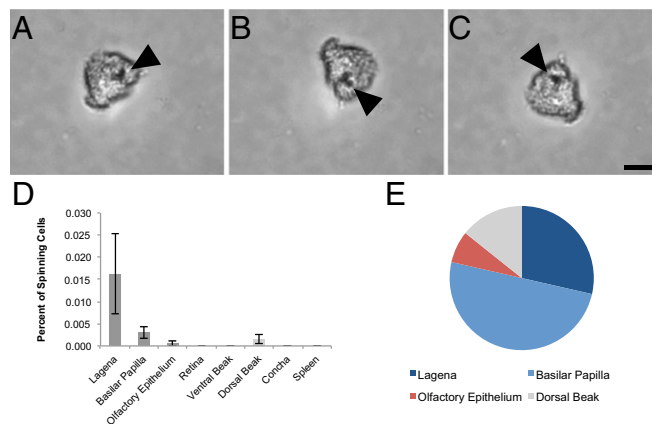 A
B
C
D
E
Percent of Spinning Cells
0.030
0.025
0.020
0.015
0.010
0.005
0.000
Lagena
Basilar Papilla
Olfactory Epithelium
Retina
Ventral Beak
Dorsal Beak
Concha
Spleen
Lagena
Basilar Papilla
Olfactory Epithelium
Dorsal Beak